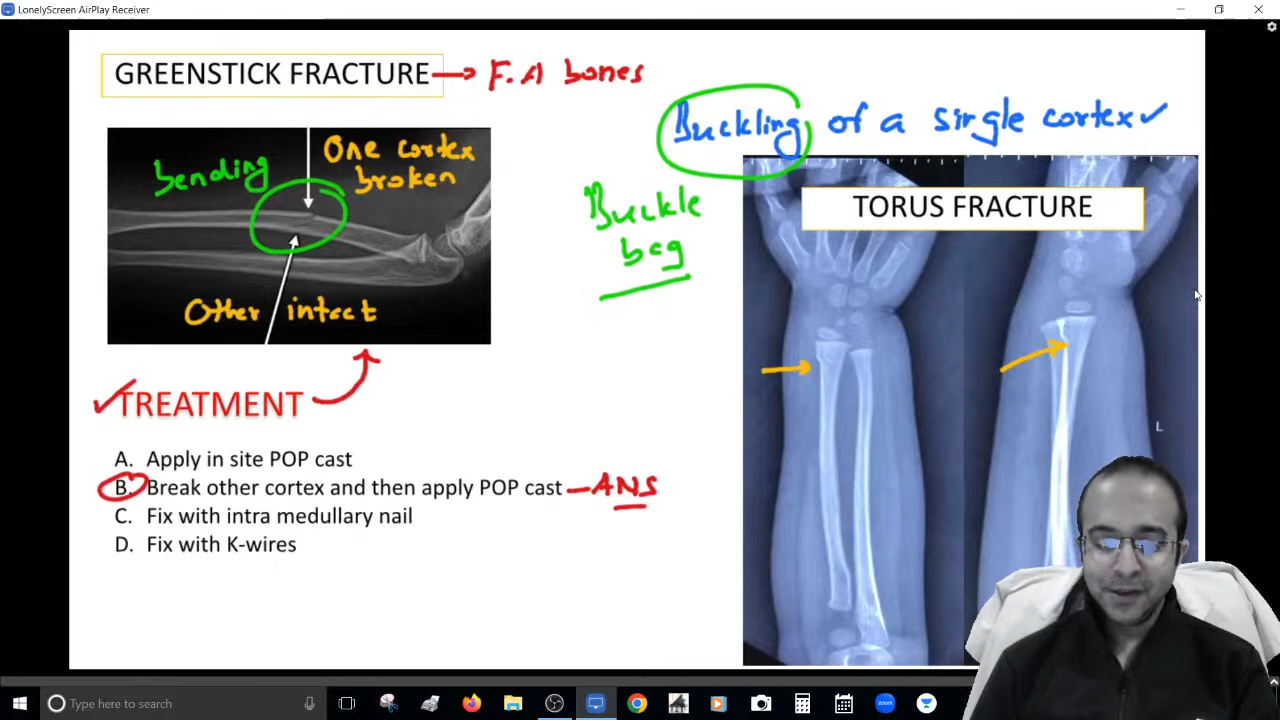 LonelyScreen AirPlay Receiver
GREENSTICK FRACTURE → F.A bones
Buckling of a single cortex ✓
bending
One cortex
broken
Other intact
Buckle
bcg
TORUS FRACTURE
L
TREATMENT
A. Apply in site POP cast
B. Break other cortex and then apply POP cast – ANS
C. Fix with intra medullary nail
D. Fix with K-wires
Type here to search
zoom